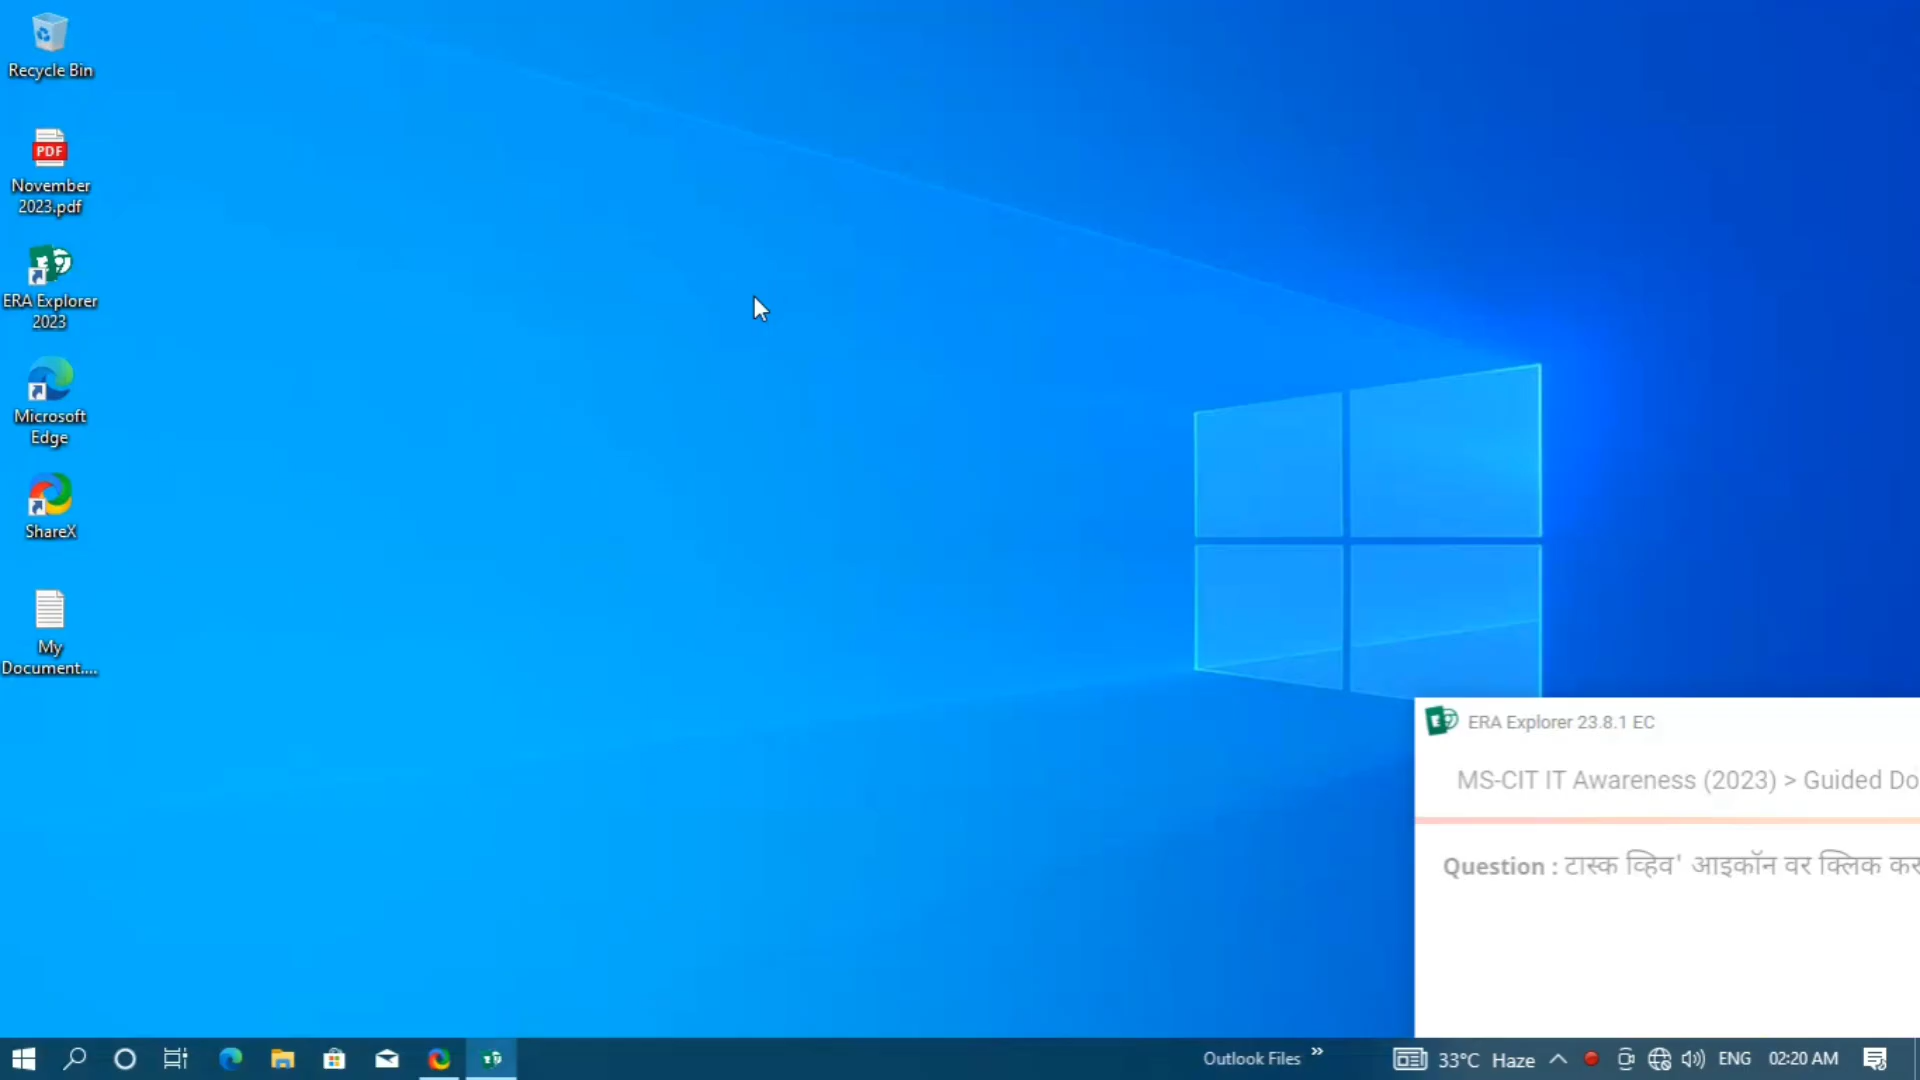 Recycle Bin
PDF
November
2023.pdf
ERA Explorer
2023
Microsoft
Edge
ShareX
My
Document....
ERA Explorer 23.8.1 EC
MS-CIT IT Awareness (2023) > Guided Do
Question : टास्क व्हिव' आइकॉन वर क्लिक कर
Outlook Files
33°C Haze
ENG
02:20 AM